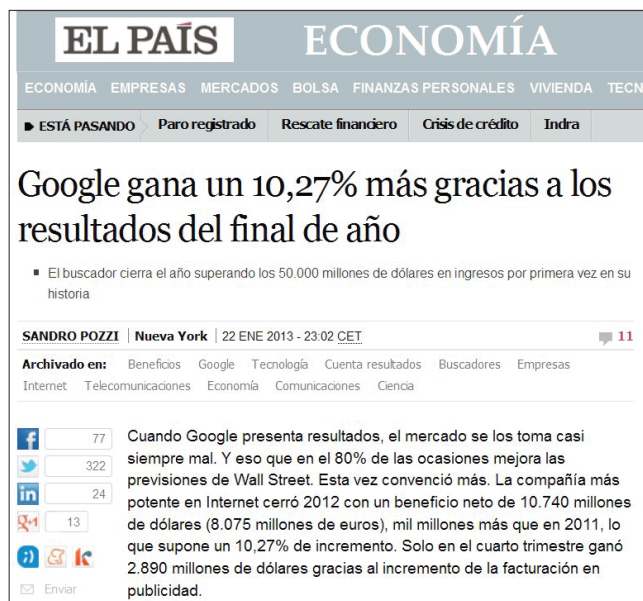 EL PAÍS ECONOMÍA
ECONOMÍA EMPRESAS MERCADOS BOLSA FINANZAS PERSONALES VIVIENDA TECN
ESTÁ PASANDO Paro registrado Rescate financiero Crisis de crédito Indra
Google gana un 10,27% más gracias a los
resultados del final de año
El buscador cierra el año superando los 50.000 millones de dólares en ingresos por primera vez en su
historia
SANDRO POZZI | Nueva York | 22 ENE 2013 - 23:02 CET 11
Archivado en: Beneficios Google Tecnología Cuenta resultados Buscadores Empresas
Internet Telecomunicaciones Economía Comunicaciones Ciencia
f 77
322
in 24
g+1 13
Enviar
Cuando Google presenta resultados, el mercado se los toma casi
siempre mal. Y eso que en el 80% de las ocasiones mejora las
previsiones de Wall Street. Esta vez convenció más. La compañía más
potente en Internet cerró 2012 con un beneficio neto de 10.740 millones
de dólares (8.075 millones de euros), mil millones más que en 2011, lo
que supone un 10,27% de incremento. Solo en el cuarto trimestre ganó
2.890 millones de dólares gracias al incremento de la facturación en
publicidad.